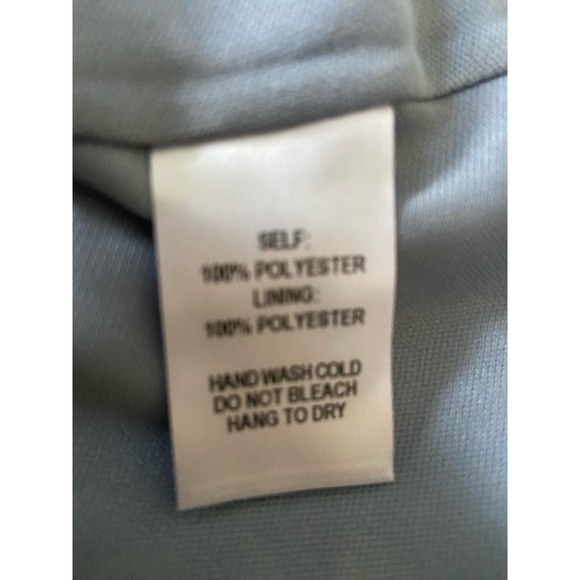 SELF:
100% POLYESTER
LINING:
100% POLYESTER
HAND WASH COLD
DO NOT BLEACH
HANG TO DRY